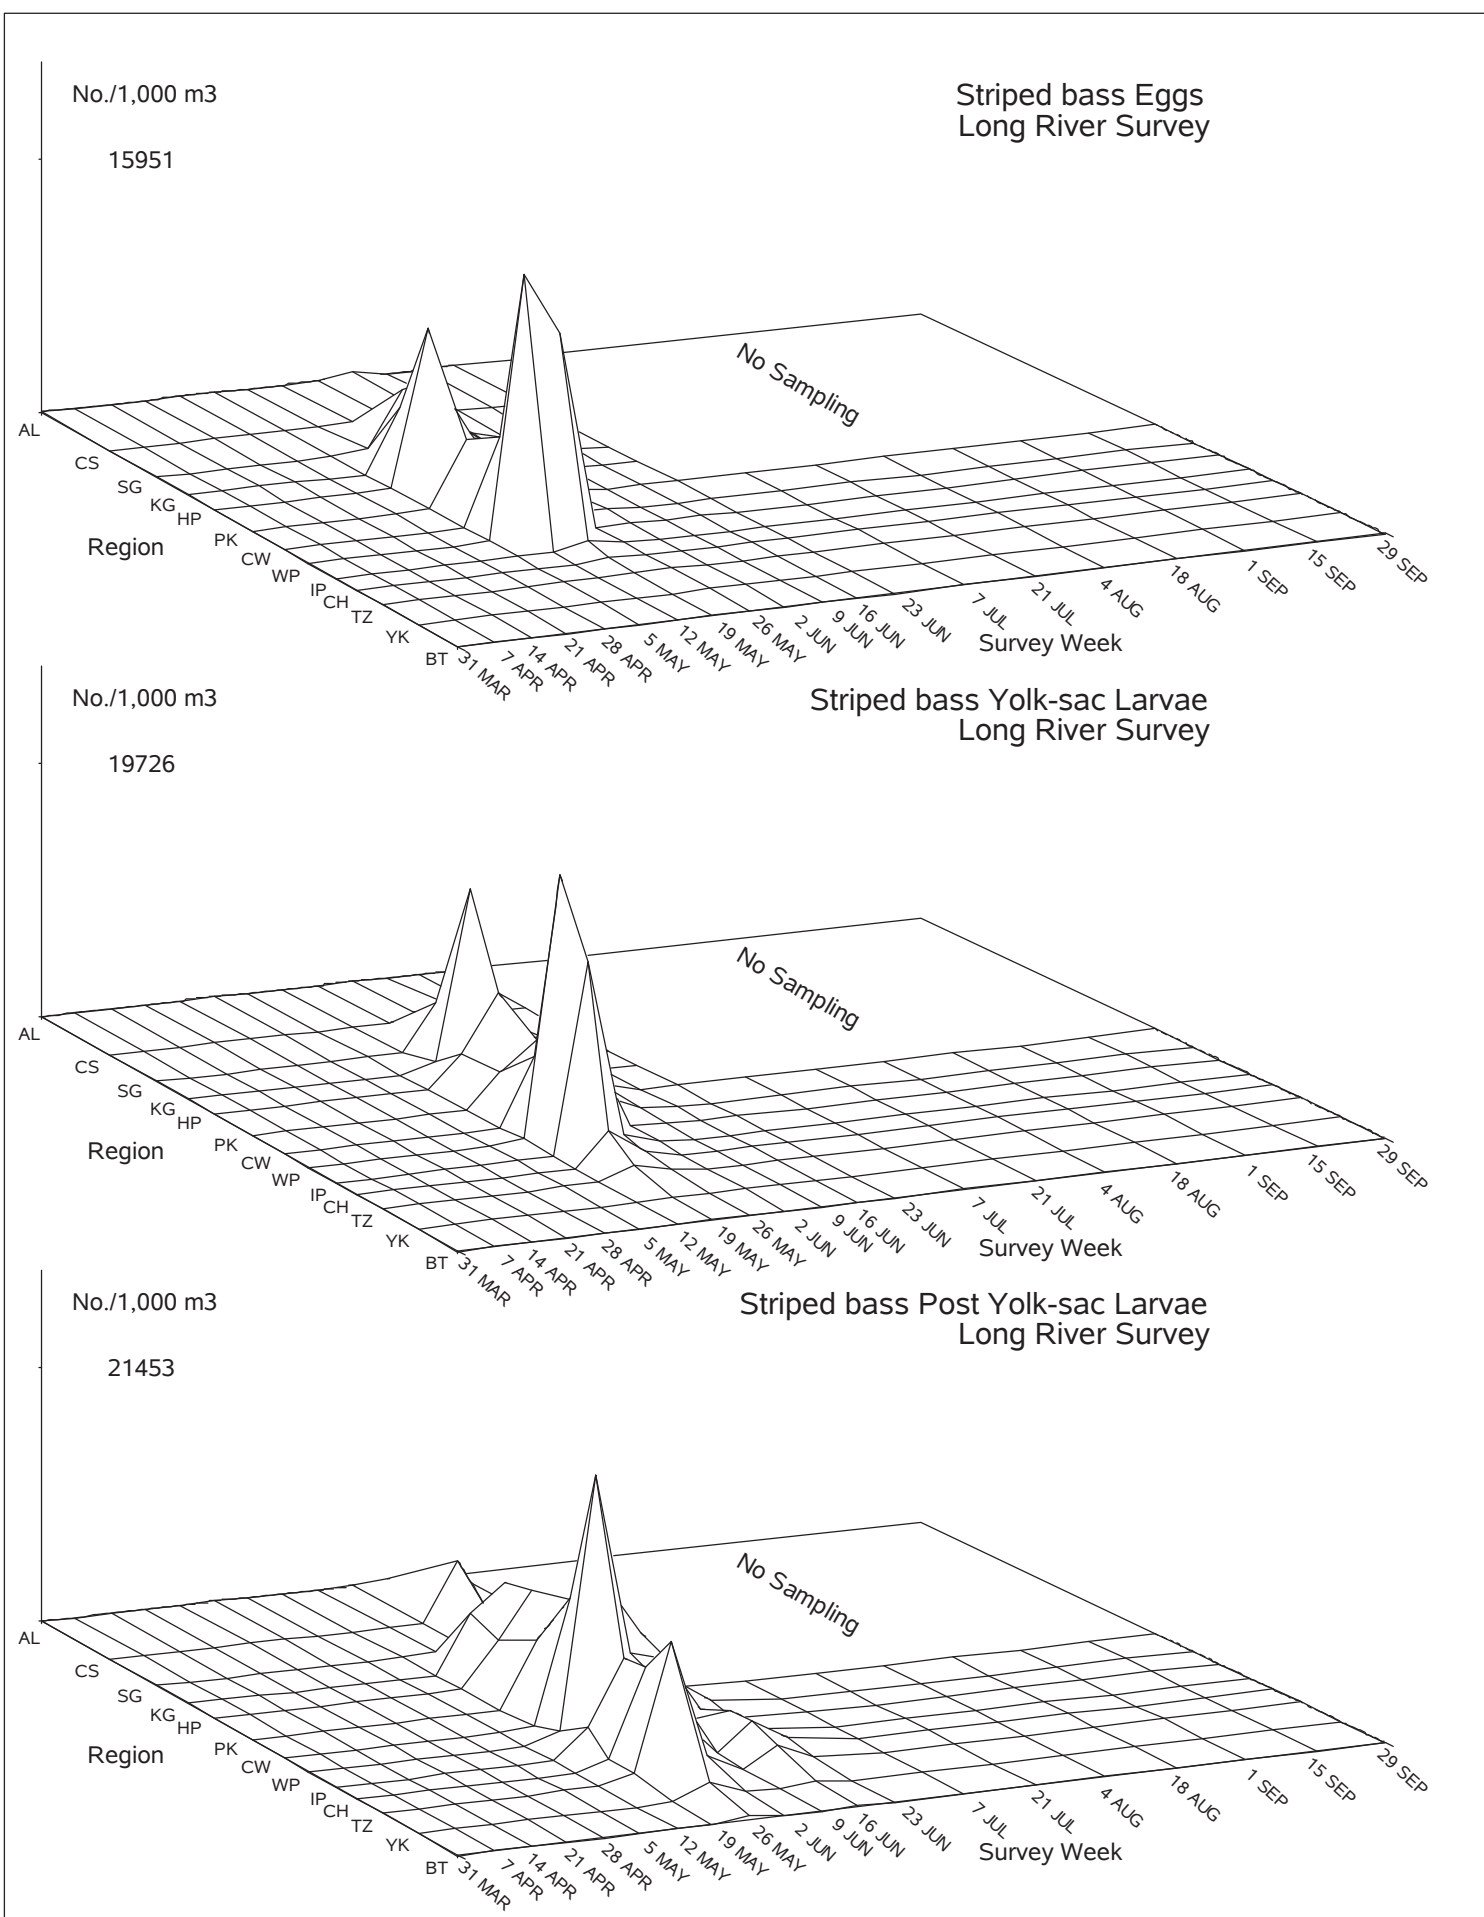 No./1,000 m3
Striped bass Eggs
Long River Survey
15951
No Sampling
AL
CS
SG
KG
HP
PK
CW
WP
IP
CH
TZ
YK
BT
Region
31 MAR
7 APR
14 APR
21 APR
28 APR
5 MAY
12 MAY
19 MAY
26 MAY
2 JUN
9 JUN
16 JUN
23 JUN
7 JUL
21 JUL
4 AUG
18 AUG
1 SEP
15 SEP
29 SEP
Survey Week
No./1,000 m3
Striped bass Yolk-sac Larvae
Long River Survey
19726
No Sampling
AL
CS
SG
KG
HP
PK
CW
WP
IP
CH
TZ
YK
BT
Region
31 MAR
7 APR
14 APR
21 APR
28 APR
5 MAY
12 MAY
19 MAY
26 MAY
2 JUN
9 JUN
16 JUN
23 JUN
7 JUL
21 JUL
4 AUG
18 AUG
1 SEP
15 SEP
29 SEP
Survey Week
No./1,000 m3
Striped bass Post Yolk-sac Larvae
Long River Survey
21453
No Sampling
AL
CS
SG
KG
HP
PK
CW
WP
IP
CH
TZ
YK
BT
Region
31 MAR
7 APR
14 APR
21 APR
28 APR
5 MAY
12 MAY
19 MAY
26 MAY
2 JUN
9 JUN
16 JUN
23 JUN
7 JUL
21 JUL
4 AUG
18 AUG
1 SEP
15 SEP
29 SEP
Survey Week